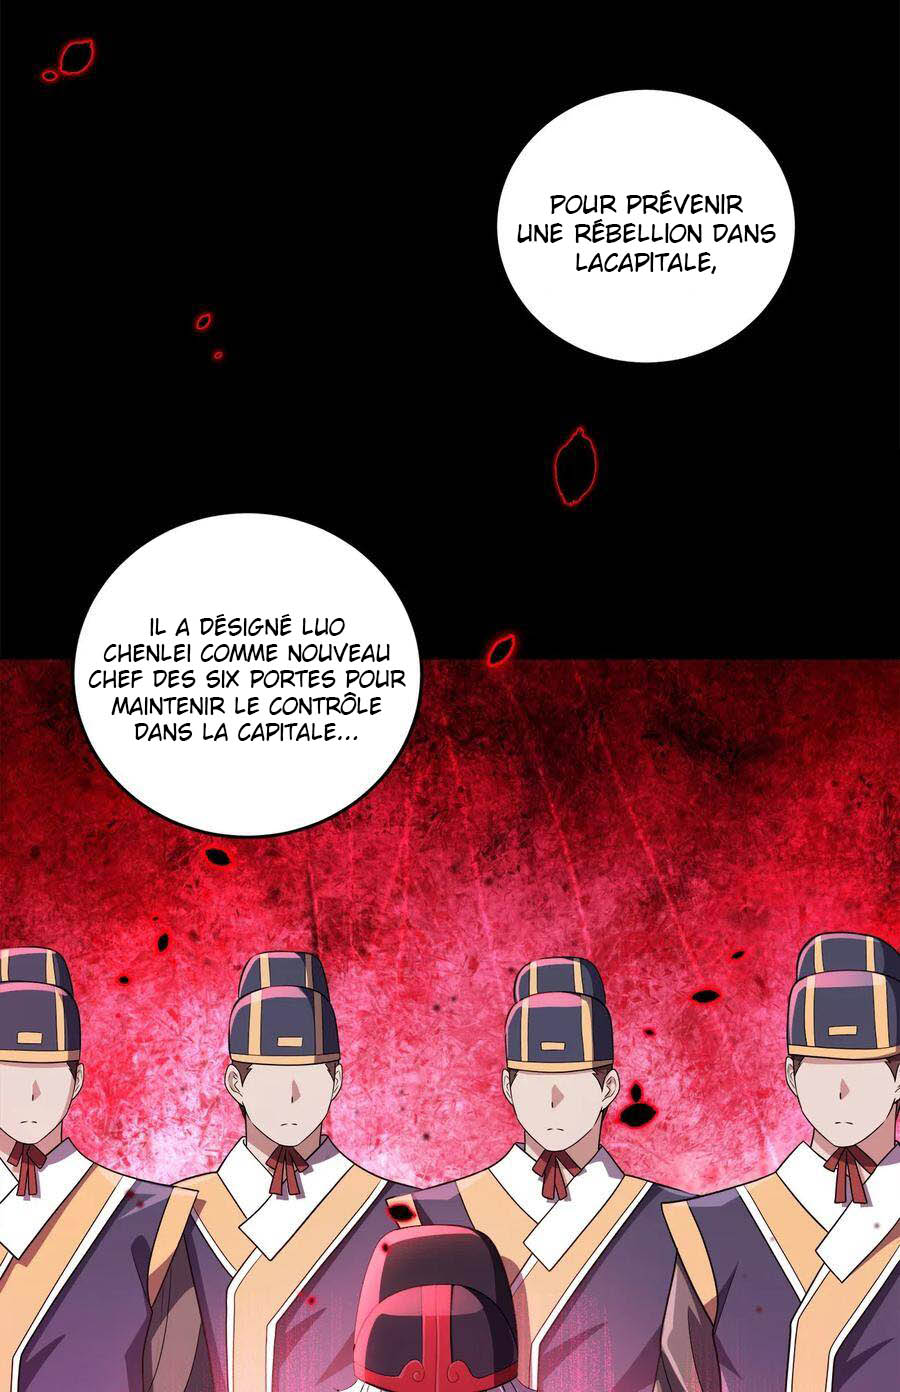 POUR PRÉVENIR
UNE RÉBELLION DANS
LACAPITALE,
IL A DÉSIGNÉ LUO
CHENLEI COMME NOUVEAU
CHEF DES SIX PORTES POUR
MAINTENIR LE CONTRÔLE
DANS LA CAPITALE...